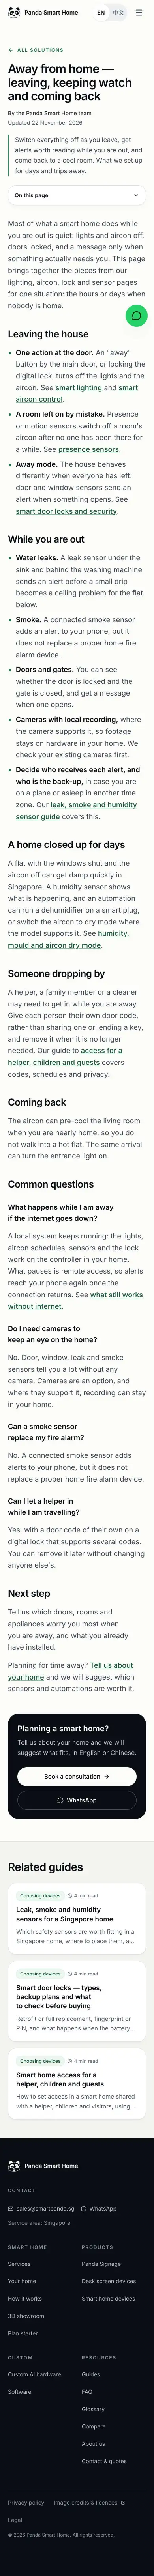 Panda Smart Home
EN
中文
ALL SOLUTIONS
Away from home —
leaving, keeping watch
and coming back
By the Panda Smart Home team
Updated 22 November 2026
Switch everything off as you leave, get
alerts worth reading while you are out, and
come back to a cool room. What we set up
for days and trips away.
On this page
Most of what a smart home does while
you are out is quiet: lights and aircon off,
doors locked, and a message only when
something actually needs you. This page
brings together the pieces from our
lighting, aircon, lock and sensor pages
for one situation: the hours or days when
nobody is home.
Leaving the house
One action at the door. An "away"
button by the main door, or locking the
digital lock, turns off the lights and the
aircon. See smart lighting and smart
aircon control.
A room left on by mistake. Presence
or motion sensors switch off a room's
aircon after no one has been there for
a while. See presence sensors.
Away mode. The house behaves
differently when everyone has left:
door and window sensors send an
alert when something opens. See
smart door locks and security.
While you are out
Water leaks. A leak sensor under the
sink and behind the washing machine
sends an alert before a small drip
becomes a ceiling problem for the flat
below.
Smoke. A connected smoke sensor
adds an alert to your phone, but it
does not replace a proper home fire
alarm device.
Doors and gates. You can see
whether the door is locked and the
gate is closed, and get a message
when one opens.
Cameras with local recording, where
the camera supports it, so footage
stays on hardware in your home. We
check your existing cameras first.
Decide who receives each alert, and
who is the back-up, in case you are
on a plane or asleep in another time
zone. Our leak, smoke and humidity
sensor guide covers this.
A home closed up for days
A flat with the windows shut and the
aircon off can get damp quickly in
Singapore. A humidity sensor shows
what is happening, and an automation
can run a dehumidifier on a smart plug,
or switch the aircon to dry mode where
the model supports it. See humidity,
mould and aircon dry mode.
Someone dropping by
A helper, a family member or a cleaner
may need to get in while you are away.
Give each person their own door code,
rather than sharing one or lending a key,
and remove it when it is no longer
needed. Our guide to access for a
helper, children and guests covers
codes, schedules and privacy.
Coming back
The aircon can pre-cool the living room
when you are nearly home, so you do
not walk into a hot flat. The same arrival
can turn the entrance light on.
Common questions
What happens while I am away
if the internet goes down?
A local system keeps running: the lights,
aircon schedules, sensors and the lock
work on the controller in your home.
What pauses is remote access, so alerts
reach your phone again once the
connection returns. See what still works
without internet.
Do I need cameras to
keep an eye on the home?
No. Door, window, leak and smoke
sensors tell you a lot without any
camera. Cameras are an option, and
where they support it, recording can stay
in your home.
Can a smoke sensor
replace my fire alarm?
No. A connected smoke sensor adds
alerts to your phone, but it does not
replace a proper home fire alarm device.
Can I let a helper in
while I am travelling?
Yes, with a door code of their own on a
digital lock that supports several codes.
You can remove it later without changing
anyone else's.
Next step
Tell us which doors, rooms and
appliances worry you most when
you are away, and what you already
have installed.
Planning for time away? Tell us about
your home and we will suggest which
sensors and automations are worth it.
Planning a smart home?
Tell us about your home and we will
suggest what fits, in English or Chinese.
Book a consultation
WhatsApp
Related guides
Choosing devices
4 min read
Leak, smoke and humidity
sensors for a Singapore home
Which safety sensors are worth fitting in a
Singapore home, where to place them, a...
Choosing devices
4 min read
Smart door locks — types,
backup plans and what
to check before buying
Retrofit or full replacement, fingerprint or
PIN, and what happens when the battery...
Choosing devices
4 min read
Smart home access for a
helper, children and guests
How to set access in a smart home shared
with a helper, children and visitors, using...
Panda Smart Home
CONTACT
sales@smartpanda.sg
WhatsApp
Service area: Singapore
SMART HOME
PRODUCTS
Services
Panda Signage
Your home
Desk screen devices
How it works
Smart home devices
3D showroom
Plan starter
CUSTOM
RESOURCES
Custom AI hardware
Guides
Software
FAQ
Glossary
Compare
About us
Contact & quotes
Privacy policy
Image credits & licences
Legal
© 2026 Panda Smart Home. All rights reserved.